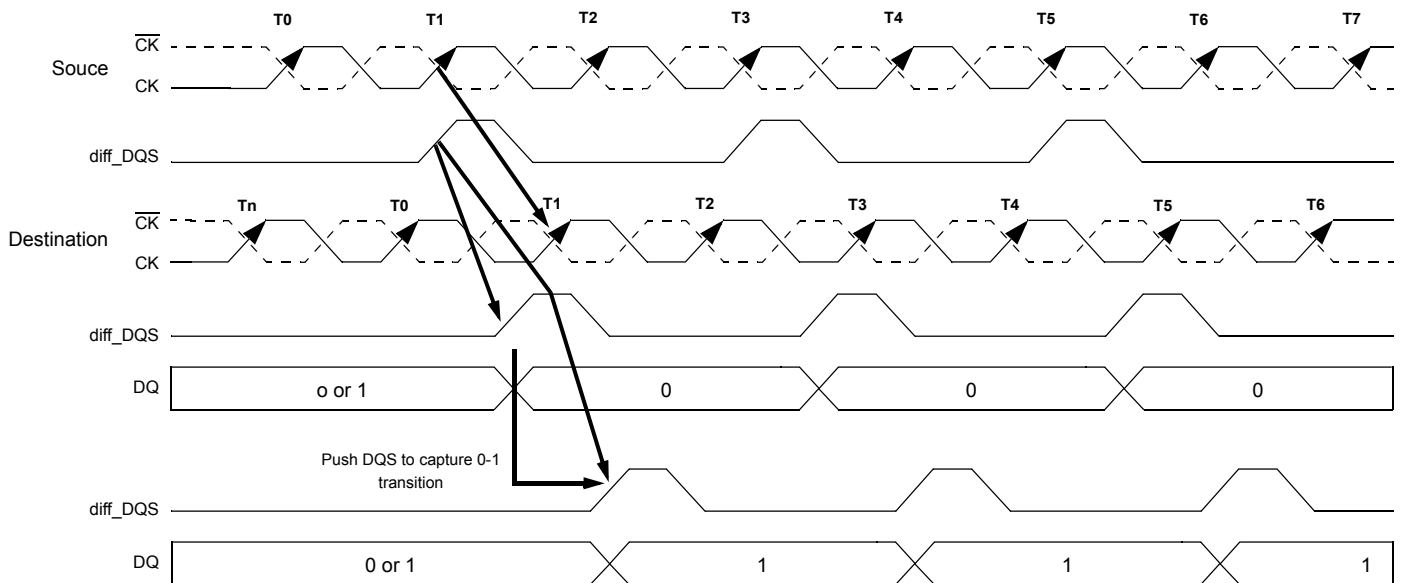 T0 T1 T2 T3 T4 T5 T6 T7
CK
Souce
CK
diff_DQS
Tn T0 T1 T2 T3 T4 T5 T6
CK
Destination
CK
diff_DQS
DQ o or 1 0 0 0
Push DQS to capture 0-1
transition
diff_DQS
DQ 0 or 1 1 1 1